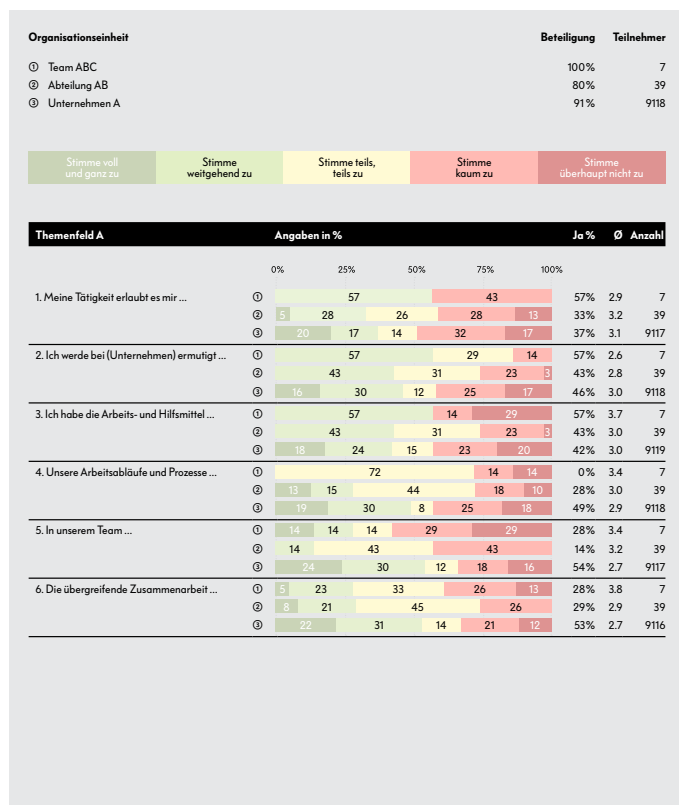 Organisationseinheit Beteiligung Teilnehmer
① Team ABC 100% 7
② Abteilung AB 80% 39
③ Unternehmen A 91% 9118
Stimme voll Stimme Stimme teils, Stimme Stimme
und ganz zu weitgehend zu teils zu kaum zu überhaupt nicht zu
Themenfeld A Angaben in % Ja % Ø Anzahl
0% 25% 50% 75% 100%
1. Meine Tätigkeit erlaubt es mir ... ① 57 43 57% 2.9 7
② 5 28 26 28 13 33% 3.2 39
③ 20 17 14 32 17 37% 3.1 9117
2. Ich werde bei (Unternehmen) ermutigt ... ① 57 29 14 57% 2.6 7
② 43 31 23 3 43% 2.8 39
③ 16 30 12 25 17 46% 3.0 9118
3. Ich habe die Arbeits- und Hilfsmittel ... ① 57 14 29 57% 3.7 7
② 43 31 23 3 43% 3.0 39
③ 18 24 15 23 20 42% 3.0 9119
4. Unsere Arbeitsabläufe und Prozesse ... ① 72 14 14 0% 3.4 7
② 13 15 44 18 10 28% 3.0 39
③ 19 30 8 25 18 49% 2.9 9118
5. In unserem Team ... ① 14 14 14 29 29 28% 3.4 7
② 14 43 43 14% 3.2 39
③ 24 30 12 18 16 54% 2.7 9117
6. Die übergreifende Zusammenarbeit ... ① 5 23 33 26 13 28% 3.8 7
② 8 21 45 26 29% 2.9 39
③ 22 31 14 21 12 53% 2.7 9116